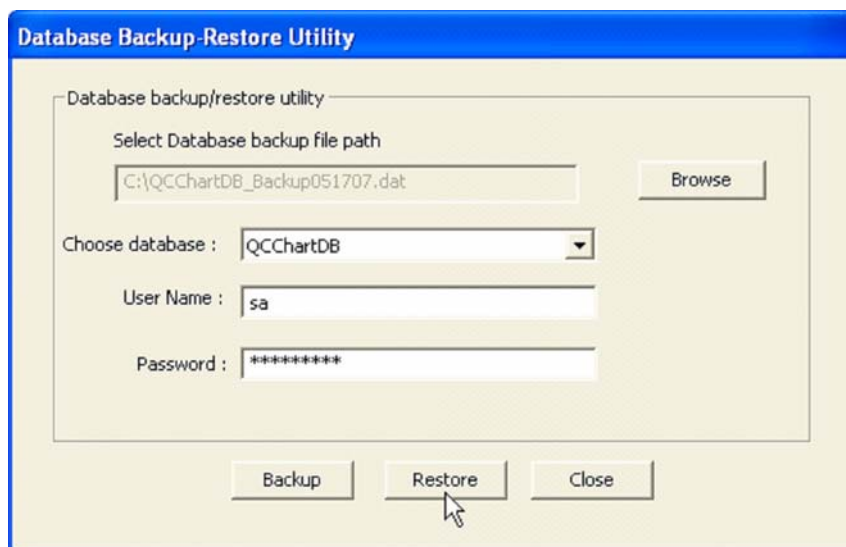 Database Backup-Restore Utility
Database backup/restore utility
Select Database backup file path
C:\QCChartDB_Backup051707.dat
Browse
Choose database :
QCChartDB
User Name :
sa
Password :
*********
Backup
Restore
Close